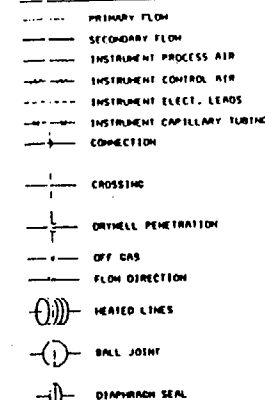 PRIMARY FLOW
SECONDARY FLOW
INSTRUMENT PROCESS AIR
INSTRUMENT CONTROL AIR
INSTRUMENT ELECT. LEADS
INSTRUMENT CAPILLARY TUBING
CONNECTION
CROSSING
DRYWELL PENETRATION
OFF GAS
FLOW DIRECTION
HEATED LINES
BALL JOINT
DIAPHRAGM SEAL